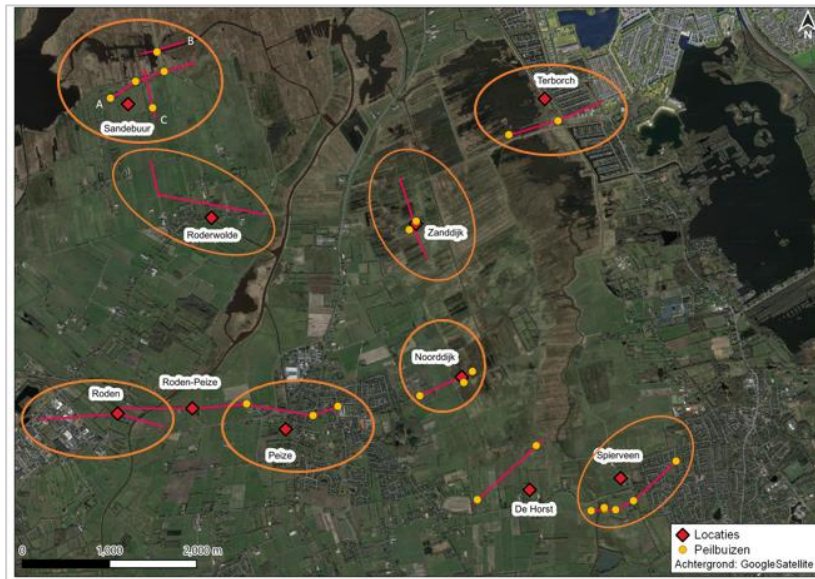 N
B
A
C
Sandebuur
Terborch
Roderwolde
Zanddijk
Noorddijk
Roden
Roden-Peize
Peize
Spierveen
De Horst
0
1,000
2,000 m
Locaties
Peilbuizen
Achtergrond: GoogleSatellite